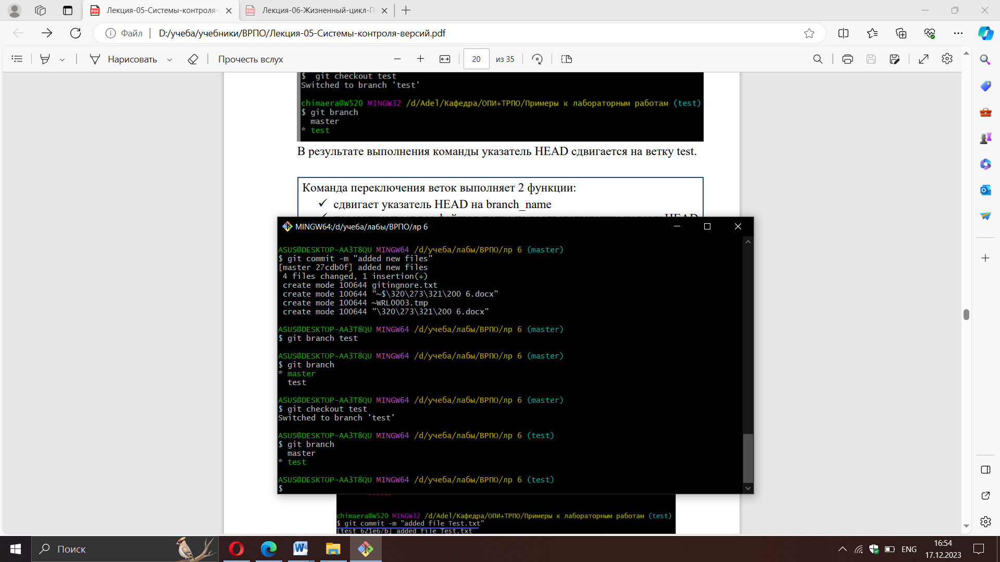 Лекция-05-Системы-контроля-
Лекция-06-Жизненный-цикл-П
Файл
D:/учеба/учебники/ВРПО/Лекция-05-Системы-контроля-версий.pdf
Нарисовать
Прочесть вслух
20 из 35
$  git checkout test
Switched to branch 'test'
chimaera@W520 MINGW32 /d/Adel/Кафедра/ОПИ+ТРПО/Примеры к лабораторным работам (test)
$ git branch
master
* test
В результате выполнения команды указатель HEAD сдвигается на ветку test.
Команда переключения веток выполняет 2 функции:
✓ сдвигает указатель HEAD на branch_name
MINGW64:/d/учеба/лабы/ВРПО/лр 6
ASUS@DESKTOP-AA3T8QU MINGW64 /d/учеба/лабы/ВРПО/лр 6 (master)
$ git commit -m "added new files"
[master 27cdb0f] added new files
4 files changed, 1 insertion(+)
create mode 100644 gitingnore.txt
create mode 100644 "~$\320\273\321\200 6.docx"
create mode 100644 ~WRL0003.tmp
create mode 100644 "\320\273\321\200 6.docx"
ASUS@DESKTOP-AA3T8QU MINGW64 /d/учеба/лабы/ВРПО/лр 6 (master)
$ git branch test
ASUS@DESKTOP-AA3T8QU MINGW64 /d/учеба/лабы/ВРПО/лр 6 (master)
$ git branch
* master
test
ASUS@DESKTOP-AA3T8QU MINGW64 /d/учеба/лабы/ВРПО/лр 6 (master)
$ git checkout test
Switched to branch 'test'
ASUS@DESKTOP-AA3T8QU MINGW64 /d/учеба/лабы/ВРПО/лр 6 (test)
$ git branch
master
* test
ASUS@DESKTOP-AA3T8QU MINGW64 /d/учеба/лабы/ВРПО/лр 6 (test)
$
chimaera@W520 MINGW32 /d/Adel/Кафедра/ОПИ+ТРПО/Примеры к лабораторным работам (test)
$ git commit -m "added file Test.txt"
added file Test.txt
Поиск
ENG
16:54
17.12.2023